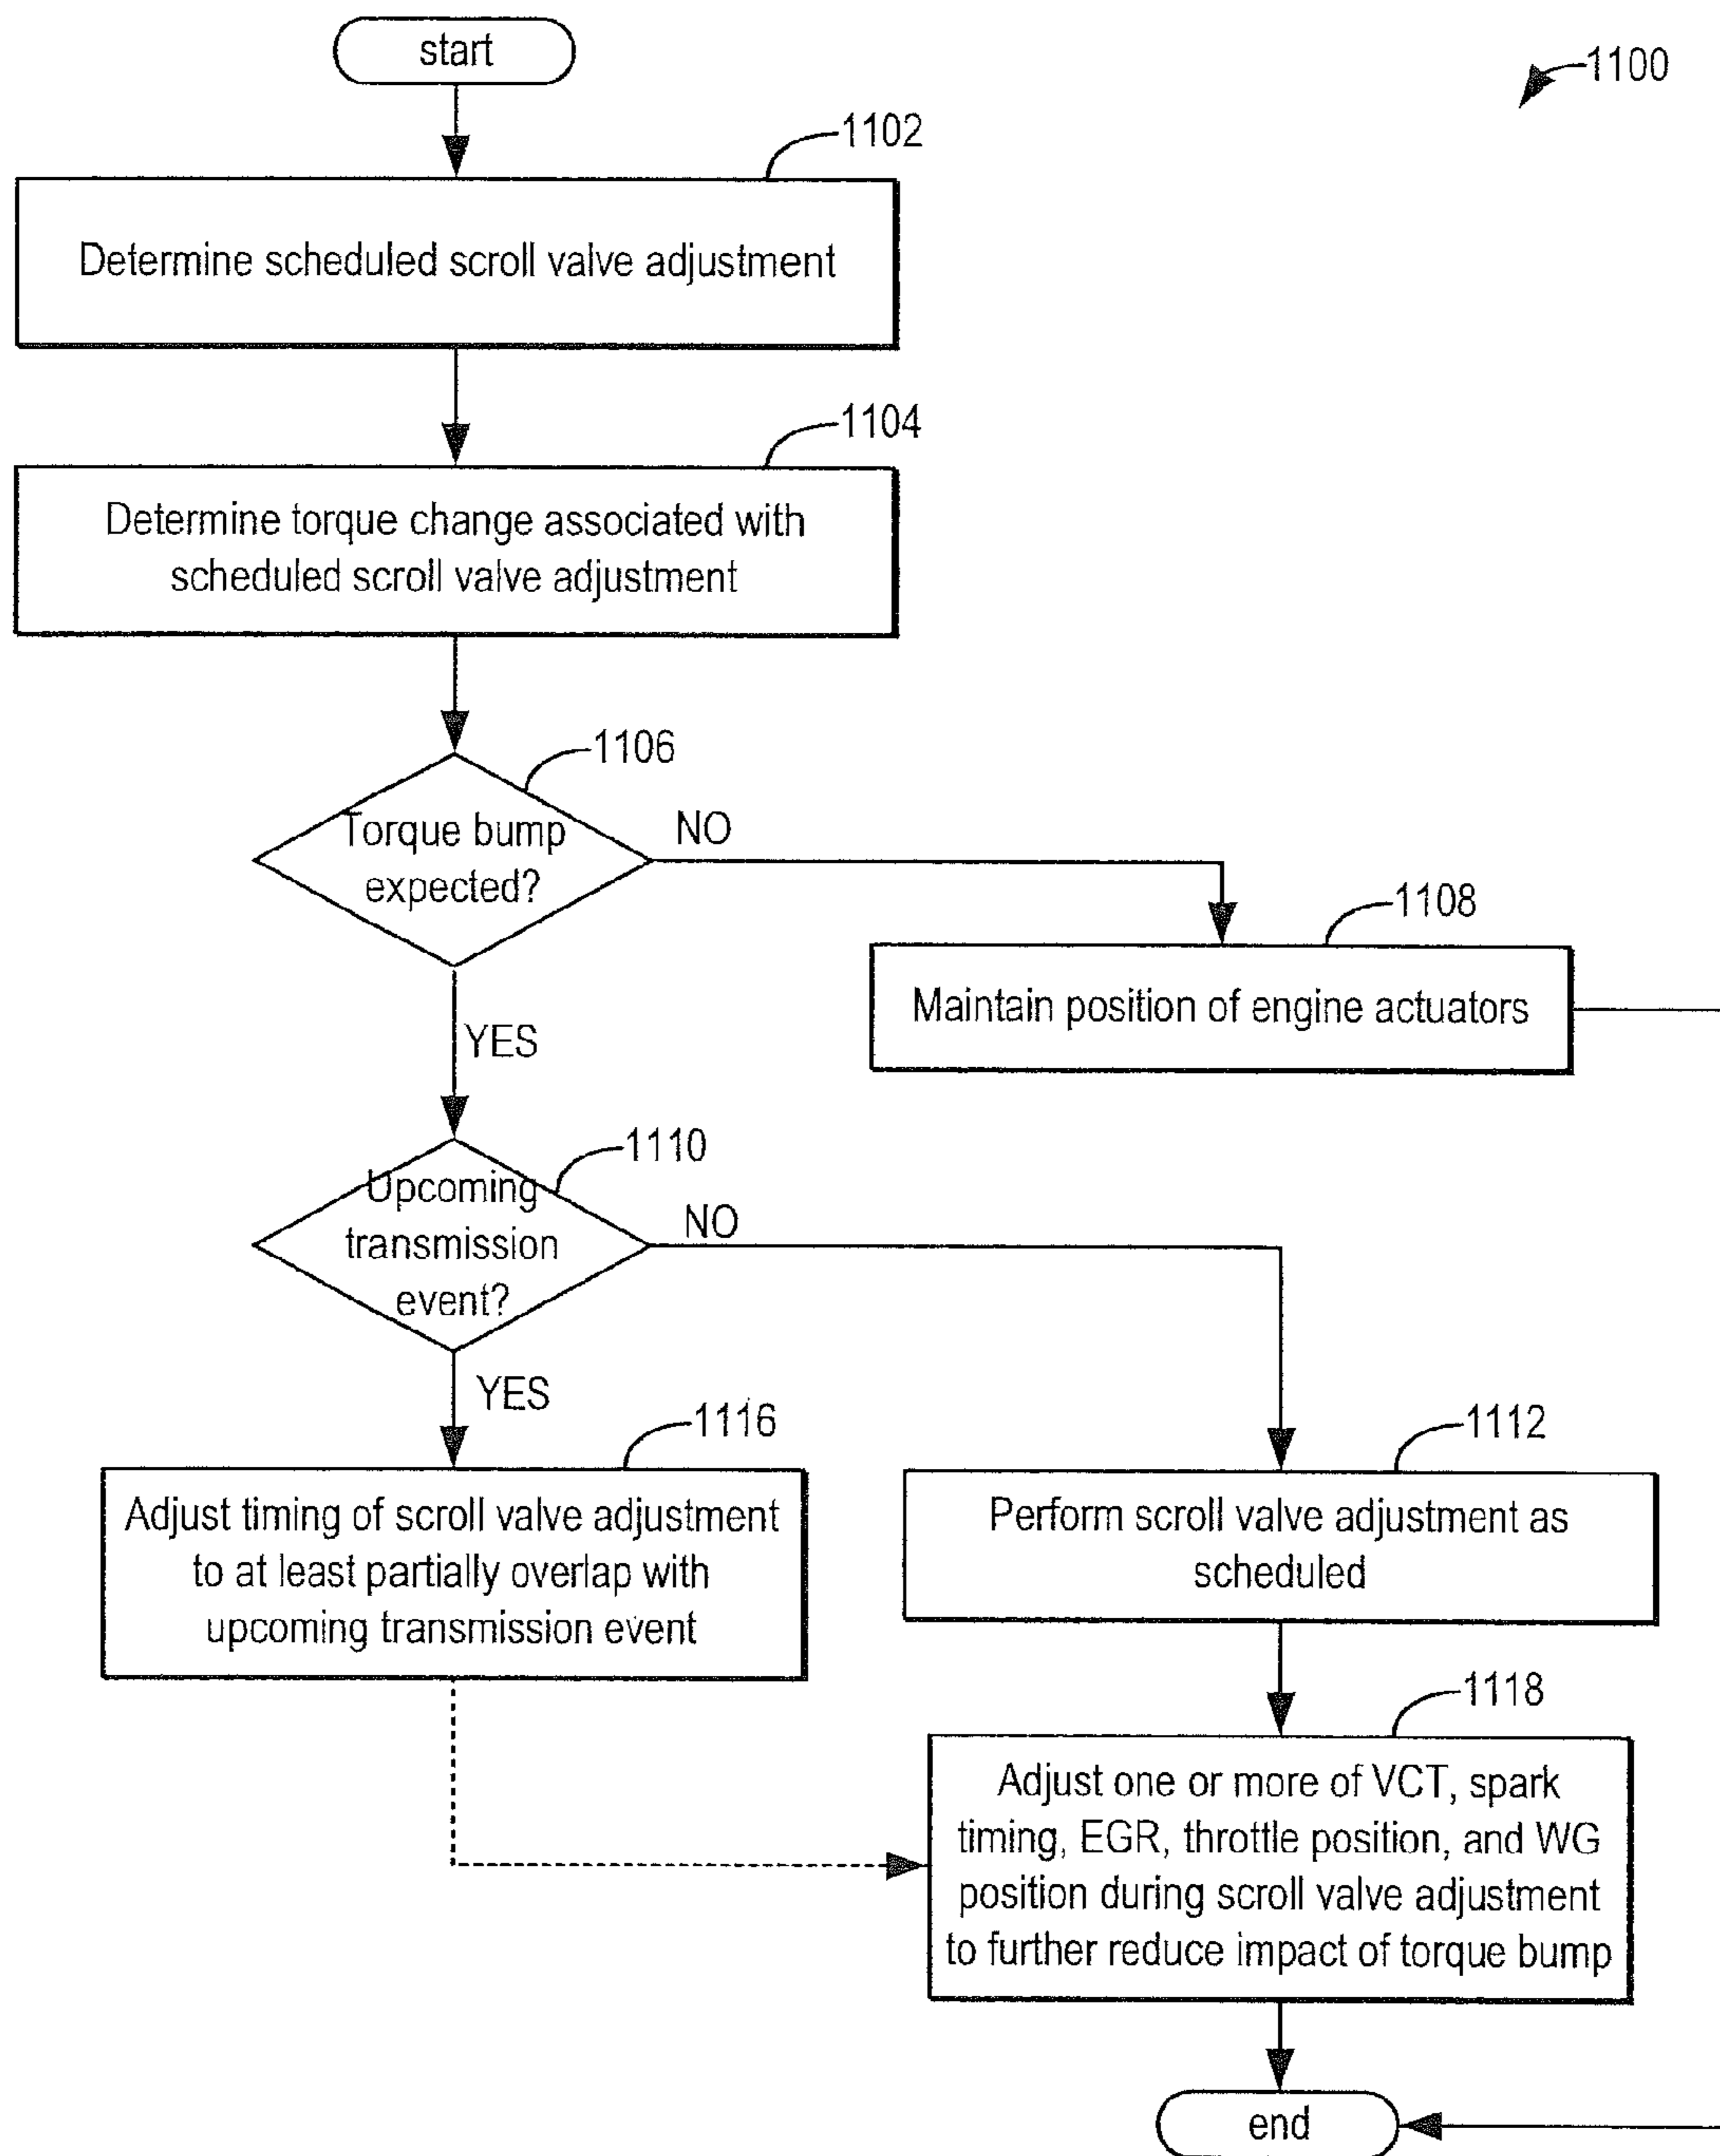 start
1100
1102
Determine scheduled scroll valve adjustment
1104
Determine torque change associated with
scheduled scroll valve adjustment
1106
Torque bump
expected?
NO
1108
Maintain position of engine actuators
YES
1110
Upcoming
transmission
event?
NO
YES
1116
Adjust timing of scroll valve adjustment
to at least partially overlap with
upcoming transmission event
1112
Perform scroll valve adjustment as
scheduled
1118
Adjust one or more of VCT, spark
timing, EGR, throttle position, and WG
position during scroll valve adjustment
to further reduce impact of torque bump
end